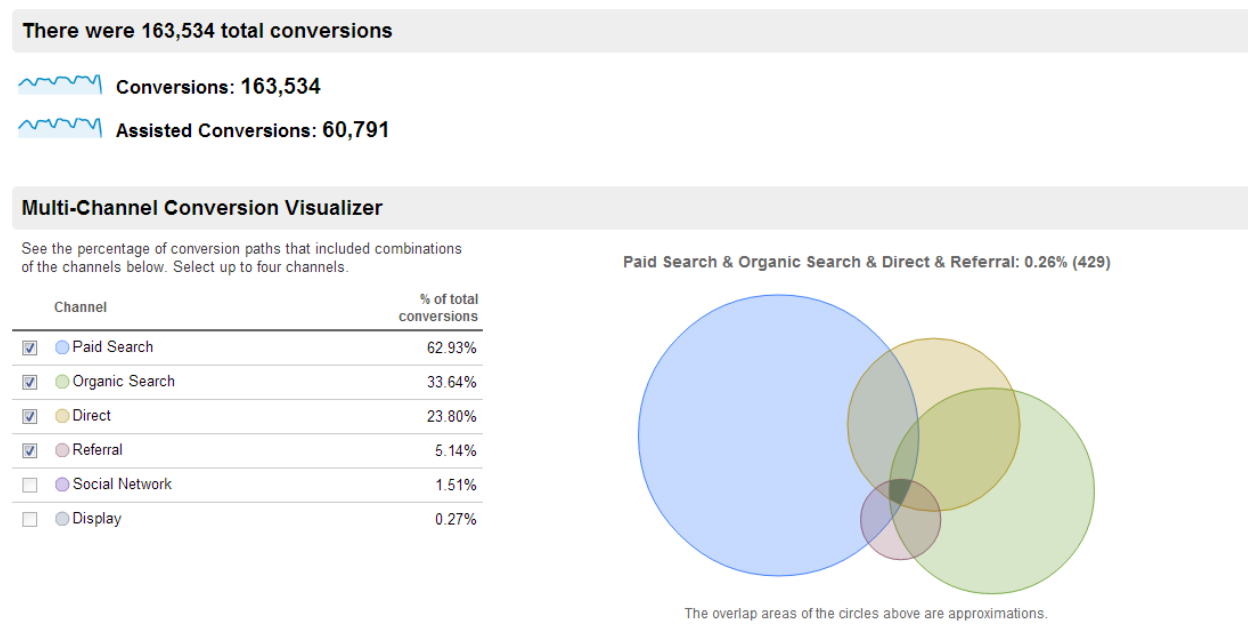 There were 163,534 total conversions
Conversions: 163,534
Assisted Conversions: 60,791
Multi-Channel Conversion Visualizer
See the percentage of conversion paths that included combinations
of the channels below. Select up to four channels.
Channel % of total conversions
Paid Search 62.93%
Organic Search 33.64%
Direct 23.80%
Referral 5.14%
Social Network 1.51%
Display 0.27%
Paid Search & Organic Search & Direct & Referral: 0.26% (429)
The overlap areas of the circles above are approximations.